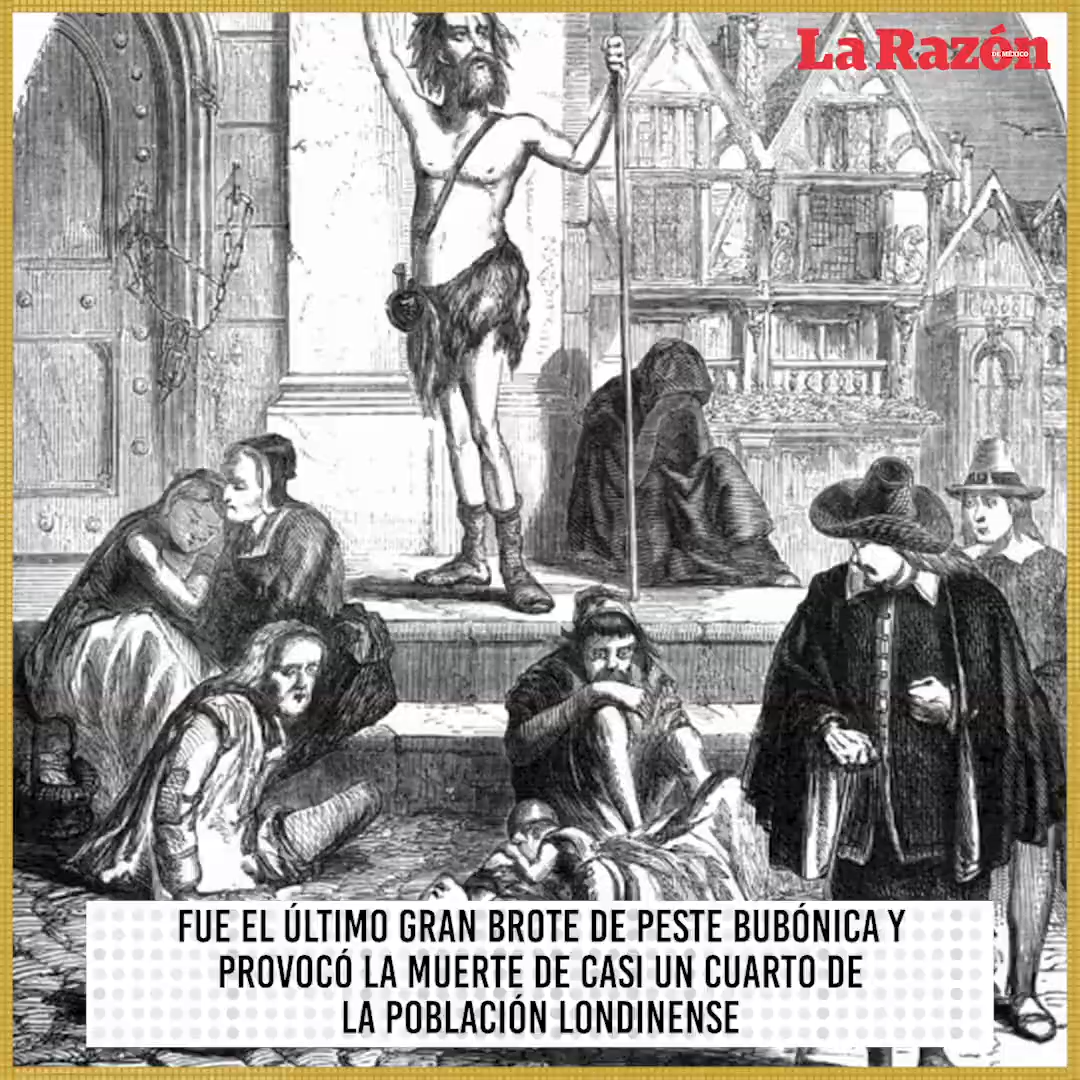 La Razón
DE MÉXICO
FUE EL ÚLTIMO GRAN BROTE DE PESTE BUBÓNICA Y
PROVOCÓ LA MUERTE DE CASI UN CUARTO DE
LA POBLACIÓN LONDINENSE